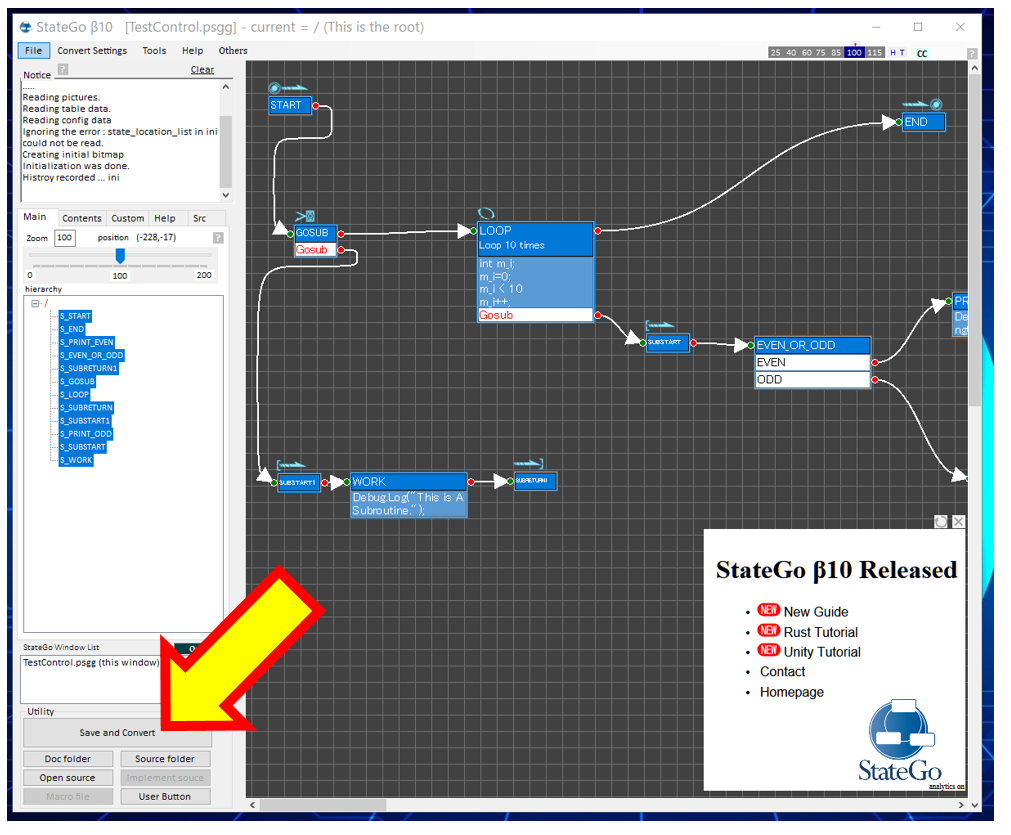 StateGo β10 [TestControl.psgg] - current = / (This is the root)
File Convert Settings Tools Help Others
25 40 60 75 85 100 115 H T CC ?
Notice ? Clear
.....
Reading pictures.
Reading table data.
Reading config data
Ignoring the error : state_location_list in ini
could not be read.
Creating initial bitmap
Initialization was done.
Histroy recorded ... ini
Main Contents Custom Help Src
Zoom 100 position (-228,-17) ?
0 100 200
hierarchy
/
S_START
S_END
S_PRINT_EVEN
S_EVEN_OR_ODD
S_SUBRETURN1
S_GOSUB
S_LOOP
S_SUBRETURN
S_SUBSTART1
S_PRINT_ODD
S_SUBSTART
S_WORK
StateGo Window List
TestControl.psgg (this window)
Utility
Save and Convert
Doc folder Source folder
Open source Implement souce
Macro file User Button
START
END
GOSUB
Gosub
LOOP
Loop 10 times
int m_i;
m_i=0;
m_i < 10
m_i++;
Gosub
SUBSTART
EVEN_OR_ODD
EVEN
ODD
PR
De
ng(
SUBSTART1
WORK
Debug.Log("This is A
Subroutine.");
SUBRETURN1
StateGo β10 Released
NEW New Guide
NEW Rust Tutorial
NEW Unity Tutorial
Contact
Homepage
StateGo
analytics on